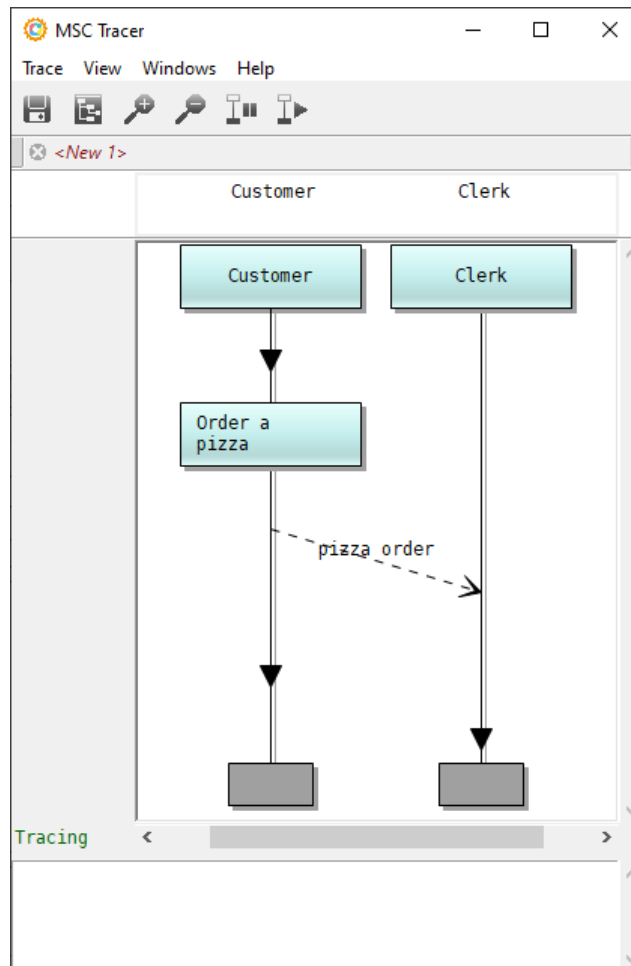 MSC Tracer
Trace View Windows Help
<New 1>
Customer Clerk
Customer Clerk
Order a
pizza
pizza order
Tracing